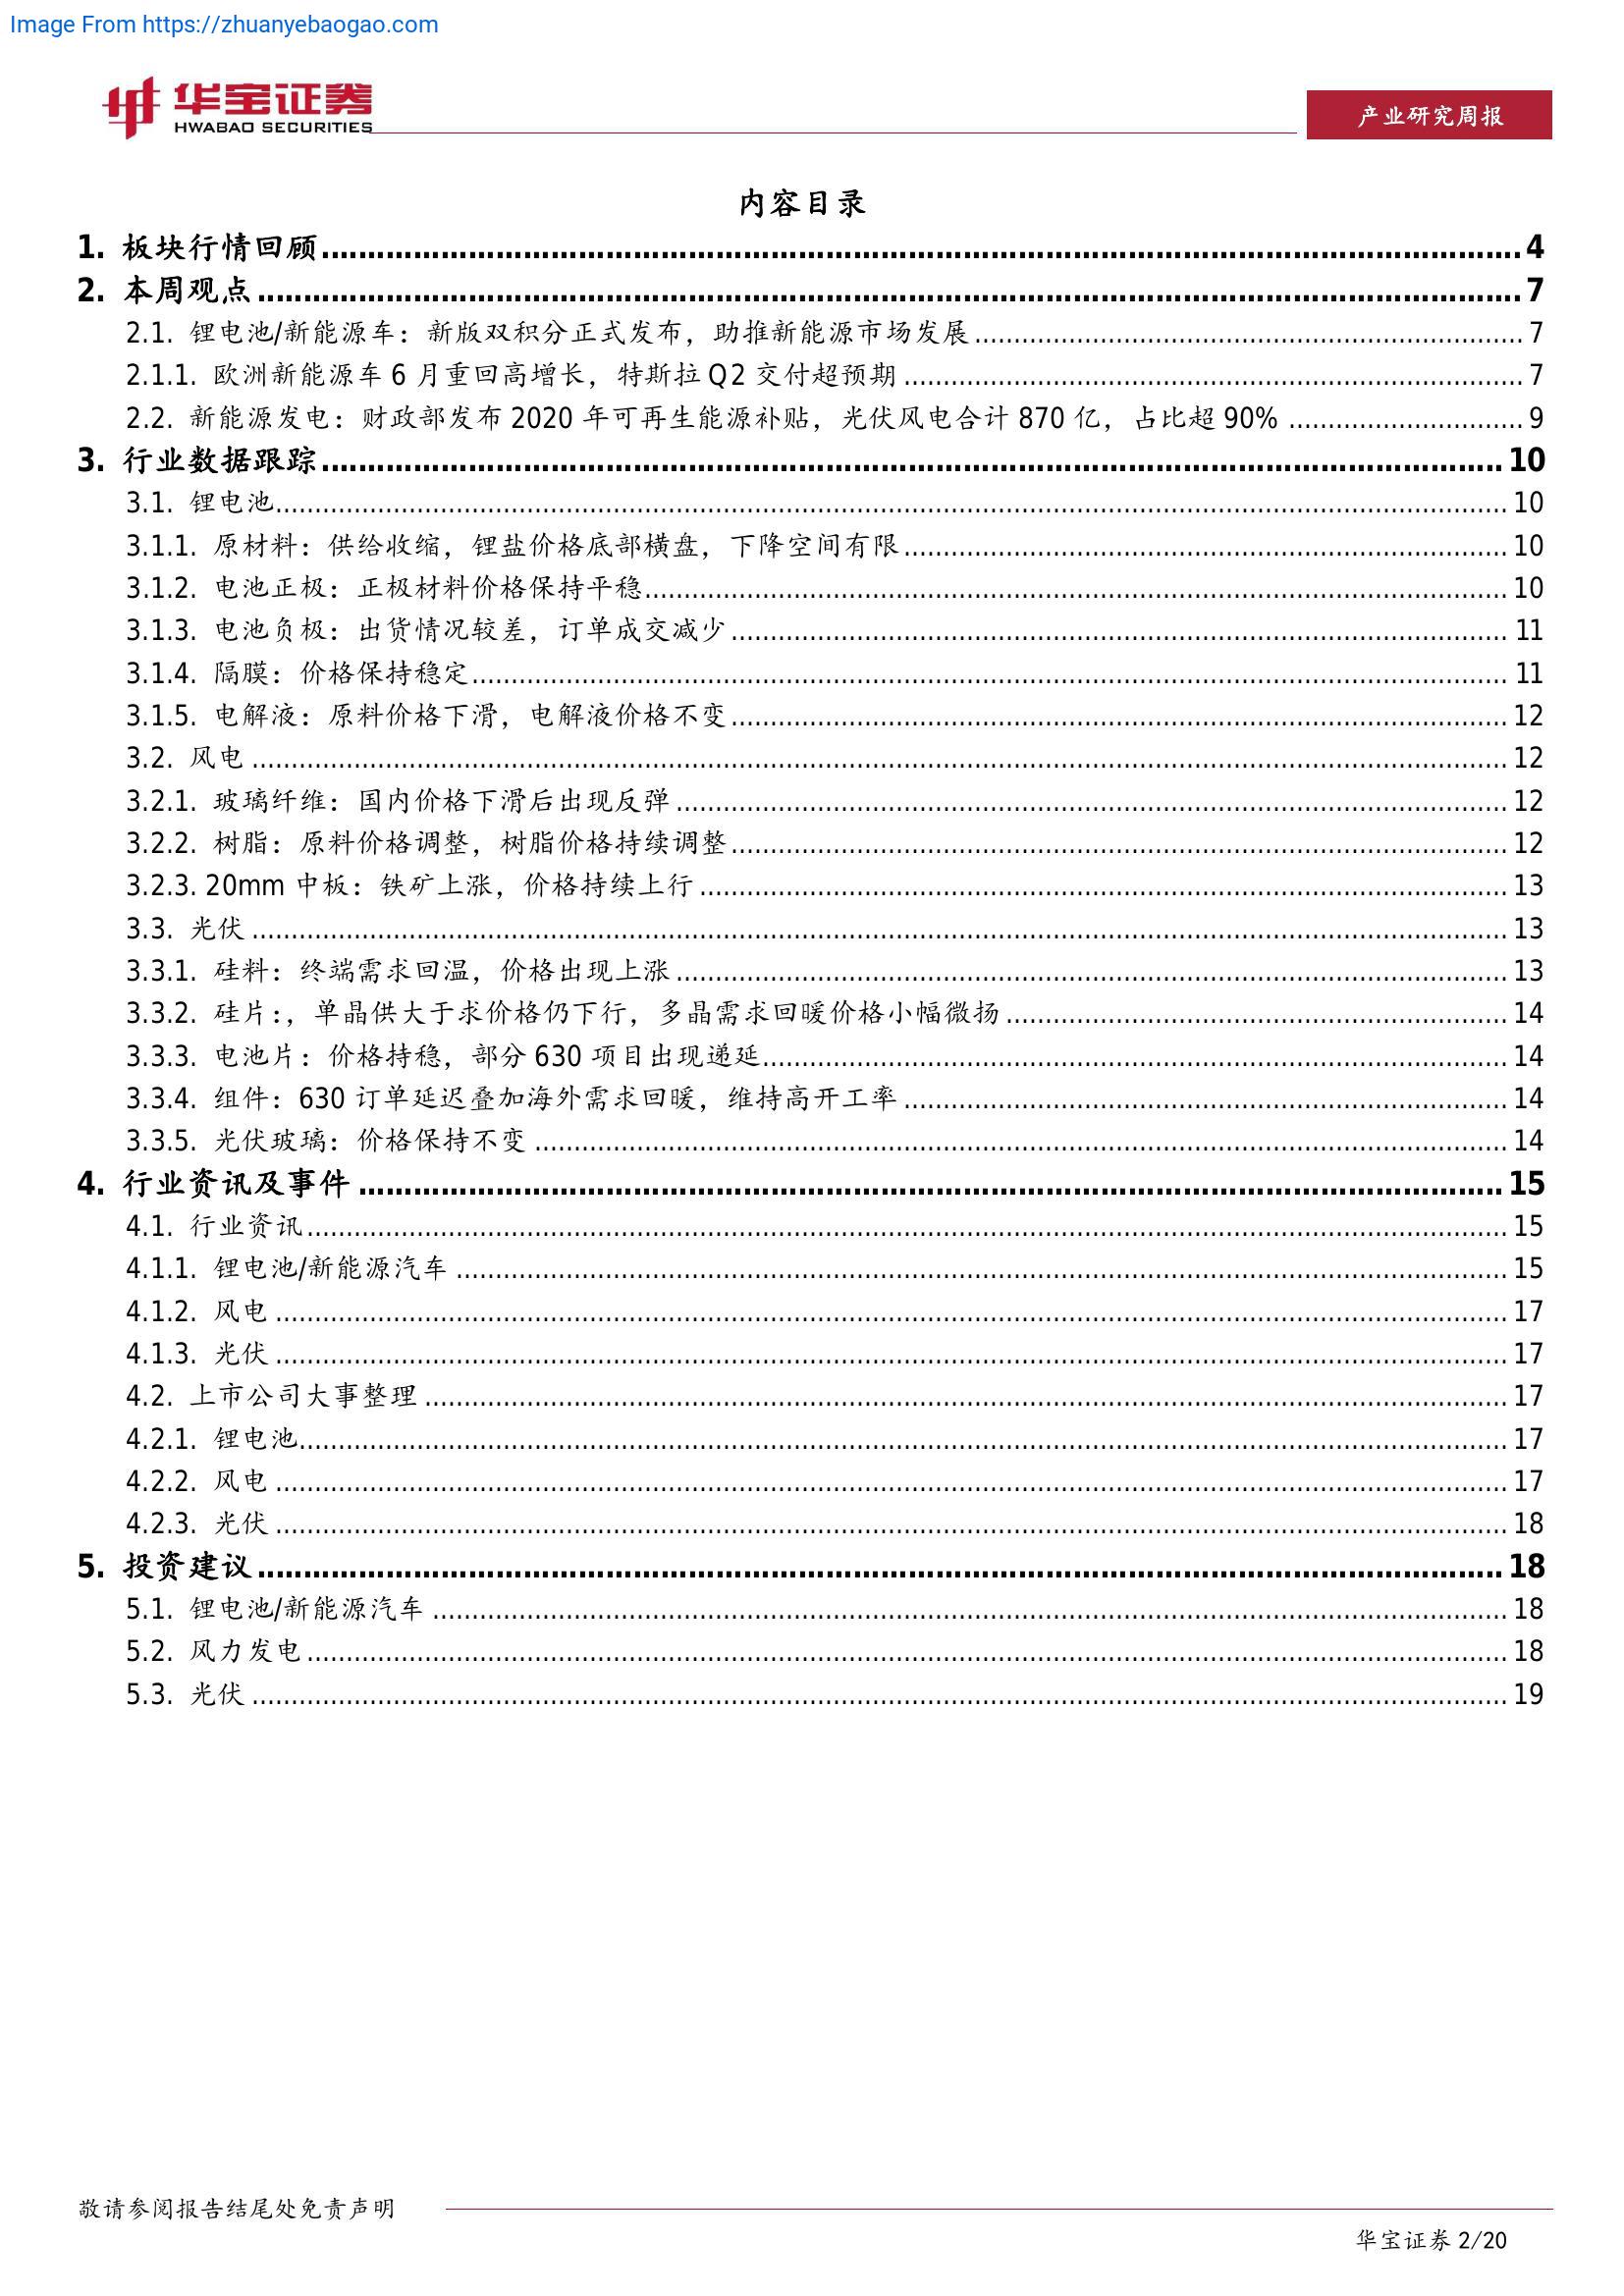 Image From https://zhuanyebaogao.com
华宝证券
HWABAO SECURITIES
产业研究周报
内容目录
1. 板块行情回顾 4
2. 本周观点 7
2.1. 锂电池/新能源车：新版双积分正式发布，助推新能源市场发展 7
2.1.1. 欧洲新能源车 6 月重回高增长，特斯拉 Q2 交付超预期 7
2.2. 新能源发电：财政部发布 2020 年可再生能源补贴，光伏风电合计 870 亿，占比超 90% 9
3. 行业数据跟踪 10
3.1. 锂电池 10
3.1.1. 原材料：供给收缩，锂盐价格底部横盘，下降空间有限 10
3.1.2. 电池正极：正极材料价格保持平稳 10
3.1.3. 电池负极：出货情况较差，订单成交减少 11
3.1.4. 隔膜：价格保持稳定 11
3.1.5. 电解液：原料价格下滑，电解液价格不变 12
3.2. 风电 12
3.2.1. 玻璃纤维：国内价格下滑后出现反弹 12
3.2.2. 树脂：原料价格调整，树脂价格持续调整 12
3.2.3. 20mm 中板：铁矿上涨，价格持续上行 13
3.3. 光伏 13
3.3.1. 硅料：终端需求回温，价格出现上涨 13
3.3.2. 硅片：，单晶供大于求价格仍下行，多晶需求回暖价格小幅微扬 14
3.3.3. 电池片：价格持稳，部分 630 项目出现递延 14
3.3.4. 组件：630 订单延迟叠加海外需求回暖，维持高开工率 14
3.3.5. 光伏玻璃：价格保持不变 14
4. 行业资讯及事件 15
4.1. 行业资讯 15
4.1.1. 锂电池/新能源汽车 15
4.1.2. 风电 17
4.1.3. 光伏 17
4.2. 上市公司大事整理 17
4.2.1. 锂电池 17
4.2.2. 风电 17
4.2.3. 光伏 18
5. 投资建议 18
5.1. 锂电池/新能源汽车 18
5.2. 风力发电 18
5.3. 光伏 19
敬请参阅报告结尾处免责声明
华宝证券 2/20